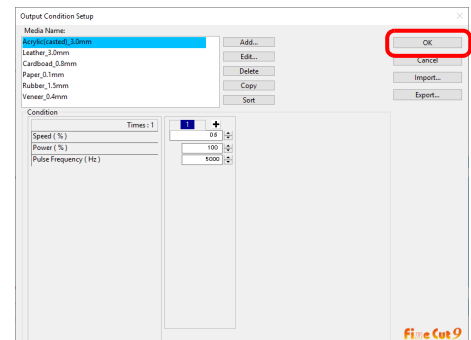 Output Condition Setup
Media Name:
Acrylic(casted)_3.0mm
Leather_3.0mm
Cardboad_0.8mm
Paper_0.1mm
Rubber_1.5mm
Veneer_0.4mm
Add...
Edit...
Delete
Copy
Sort
OK
Cancel
Import...
Export...
Condition
Times : 1
1 +
Speed ( % ) 0.6
Power ( % ) 100
Pulse Frequency ( Hz ) 5000
FineCut9